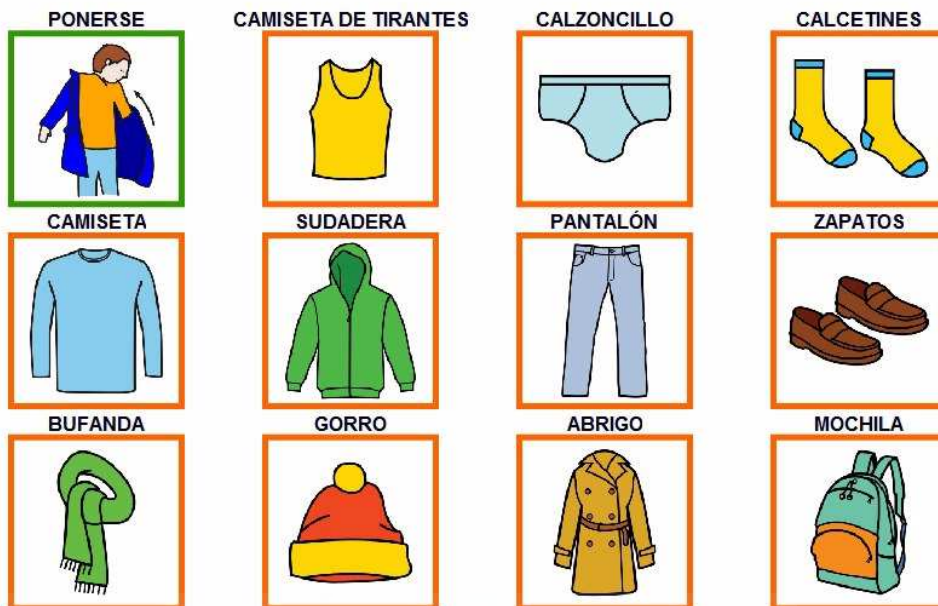 PONERSE
CAMISETA DE TIRANTES
CALZONCILLO
CALCETINES
CAMISETA
SUDADERA
PANTALÓN
ZAPATOS
BUFANDA
GORRO
ABRIGO
MOCHILA